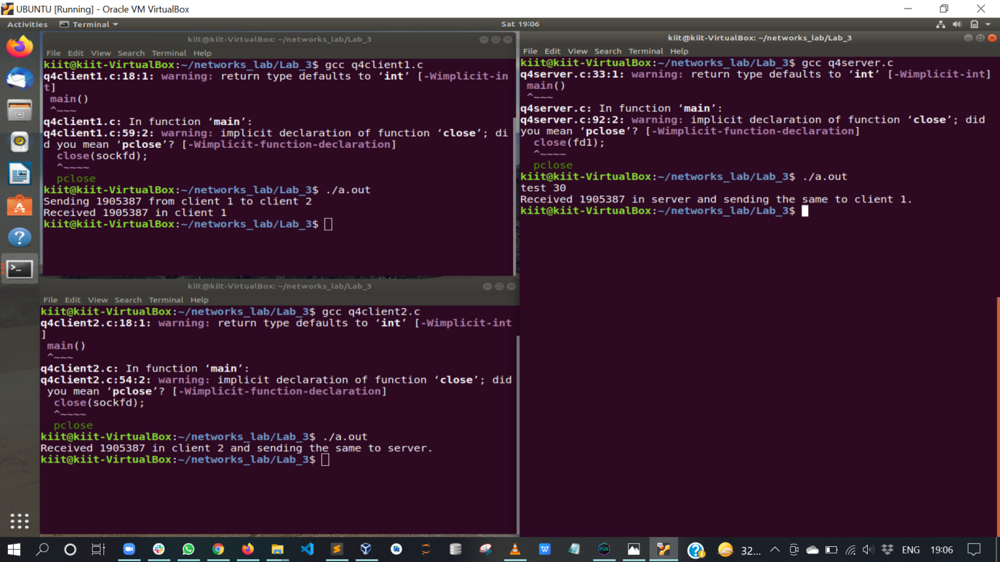 UBUNTU [Running] - Oracle VM VirtualBox
Activities Terminal Sat 19:06
kiit@kiit-VirtualBox: ~/networks_lab/Lab_3
File Edit View Search Terminal Help
kiit@kiit-VirtualBox:~/networks_lab/Lab_3$ gcc q4client1.c
q4client1.c:18:1: warning: return type defaults to ‘int’ [-Wimplicit-in
t]
main()
^~~~
q4client1.c: In function ‘main’:
q4client1.c:59:2: warning: implicit declaration of function ‘close’; di
d you mean ‘pclose’? [-Wimplicit-function-declaration]
close(sockfd);
^~~~~
pclose
kiit@kiit-VirtualBox:~/networks_lab/Lab_3$ ./a.out
Sending 1905387 from client 1 to client 2
Received 1905387 in client 1
kiit@kiit-VirtualBox:~/networks_lab/Lab_3$
kiit@kiit-VirtualBox: ~/networks_lab/Lab_3
File Edit View Search Terminal Help
kiit@kiit-VirtualBox:~/networks_lab/Lab_3$ gcc q4client2.c
q4client2.c:18:1: warning: return type defaults to ‘int’ [-Wimplicit-int
]
main()
^~~~
q4client2.c: In function ‘main’:
q4client2.c:54:2: warning: implicit declaration of function ‘close’; did
you mean ‘pclose’? [-Wimplicit-function-declaration]
close(sockfd);
^~~~~
pclose
kiit@kiit-VirtualBox:~/networks_lab/Lab_3$ ./a.out
Received 1905387 in client 2 and sending the same to server.
kiit@kiit-VirtualBox:~/networks_lab/Lab_3$
kiit@kiit-VirtualBox: ~/networks_lab/Lab_3
File Edit View Search Terminal Help
kiit@kiit-VirtualBox:~/networks_lab/Lab_3$ gcc q4server.c
q4server.c:33:1: warning: return type defaults to ‘int’ [-Wimplicit-int]
main()
^~~~
q4server.c: In function ‘main’:
q4server.c:92:2: warning: implicit declaration of function ‘close’; did
you mean ‘pclose’? [-Wimplicit-function-declaration]
close(fd1);
^~~~~
pclose
kiit@kiit-VirtualBox:~/networks_lab/Lab_3$ ./a.out
test 30
Received 1905387 in server and sending the same to client 1.
kiit@kiit-VirtualBox:~/networks_lab/Lab_3$
32... ENG 19:06